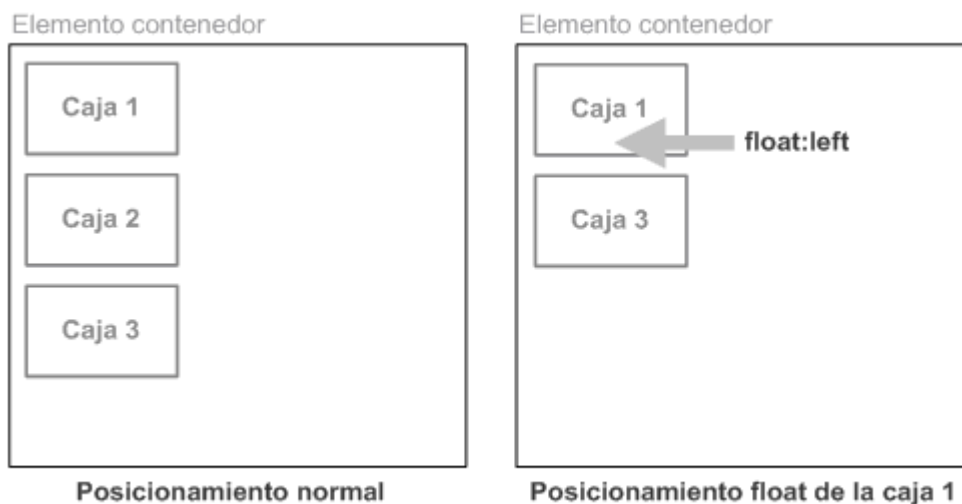 Elemento contenedor
Caja 1
Caja 2
Caja 3
Posicionamiento normal
Elemento contenedor
Caja 1
float:left
Caja 3
Posicionamiento float de la caja 1